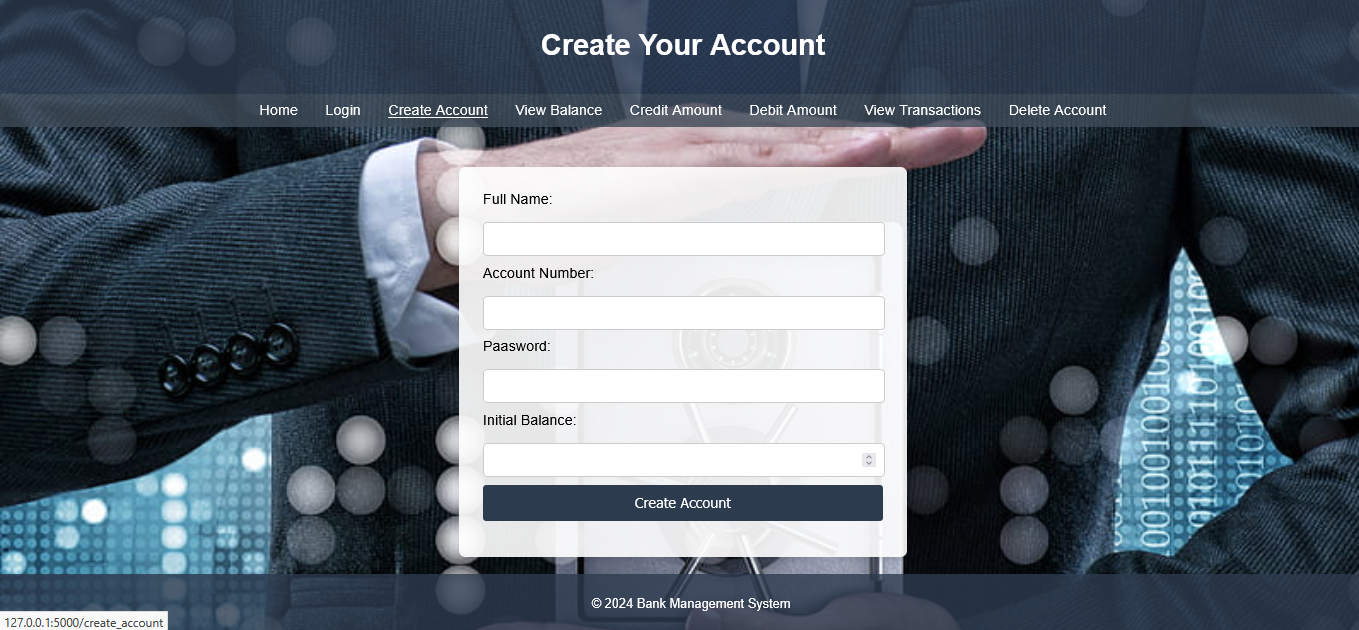 Create Your Account
Home Login Create Account View Balance Credit Amount Debit Amount View Transactions Delete Account
Full Name:
Account Number:
Paasword:
Initial Balance:
Create Account
© 2024 Bank Management System
127.0.0.1:5000/create_account